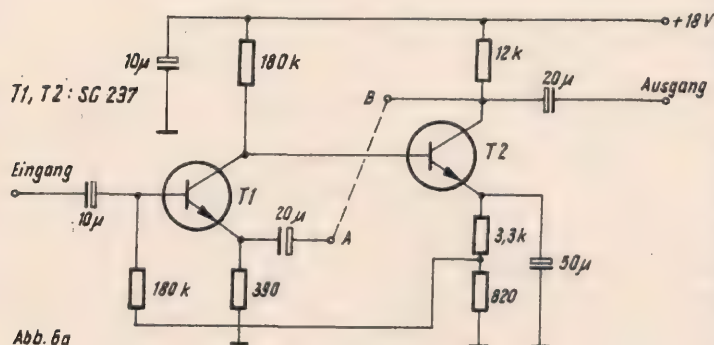 +18V
10µ
180k
12k
20µ
T1, T2: SC 237
B
Ausgang
T2
Eingang
T1
20µ
10µ
A
3,3k
50µ
180k
390
820
Abb. 6a